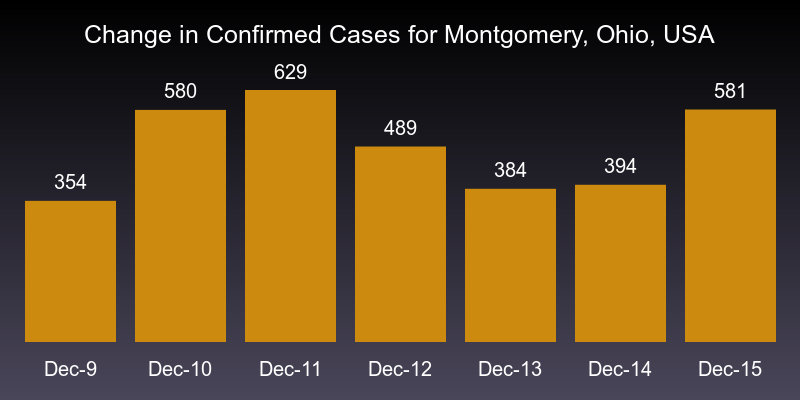 Change in Confirmed Cases for Montgomery, Ohio, USA
354 580 629 489 384 394 581
Dec-9 Dec-10 Dec-11 Dec-12 Dec-13 Dec-14 Dec-15